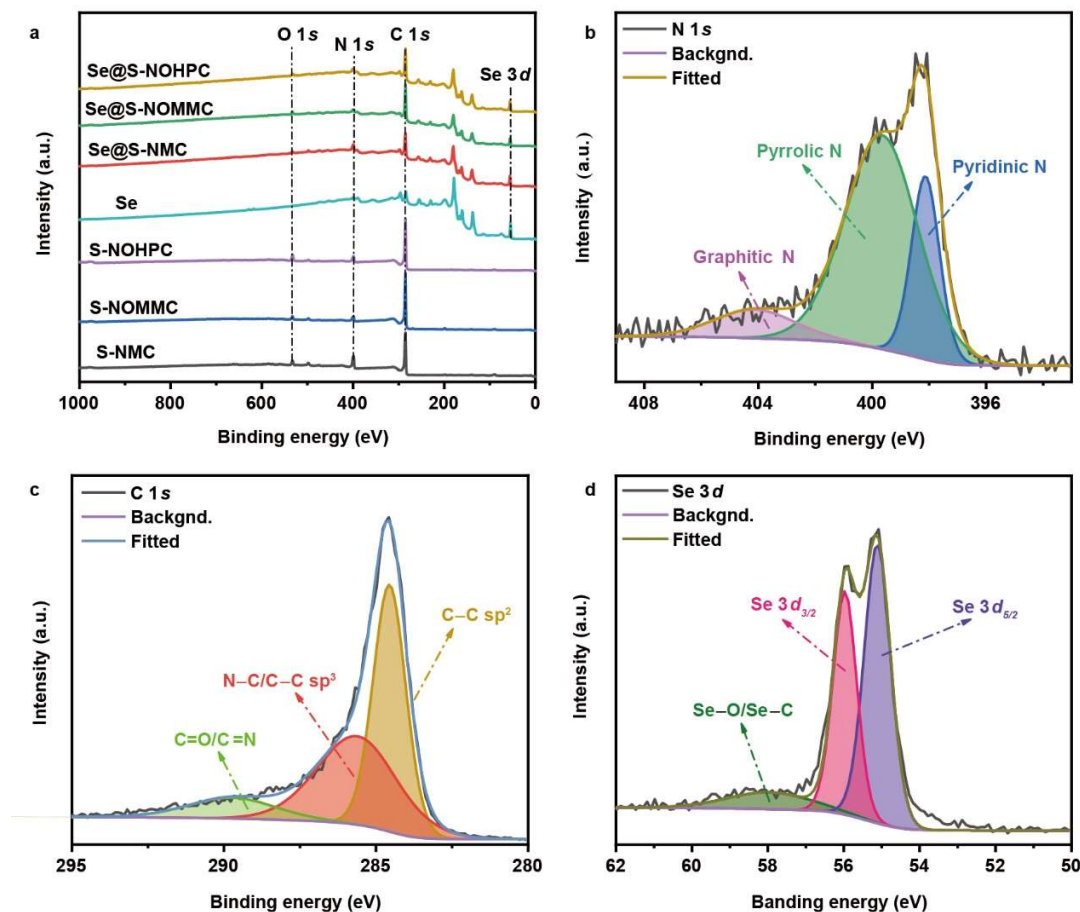 a
O 1s
N 1s
C 1s
Se 3d
Se@S-NOHPC
Se@S-NOMMC
Se@S-NMC
Se
S-NOHPC
S-NOMMC
S-NMC
Intensity (a.u.)
1000 800 600 400 200 0
Binding energy (eV)
b
N 1s
Backgnd.
Fitted
Pyrrolic N
Pyridinic N
Graphitic N
Intensity (a.u.)
408 404 400 396
Binding energy (eV)
c
C 1s
Backgnd.
Fitted
C–C sp²
N–C/C–C sp³
C=O/C=N
Intensity (a.u.)
295 290 285 280
Binding energy (eV)
d
Se 3d
Backgnd.
Fitted
Se 3d3/2
Se 3d5/2
Se–O/Se–C
Intensity (a.u.)
62 60 58 56 54 52 50
Banding energy (eV)